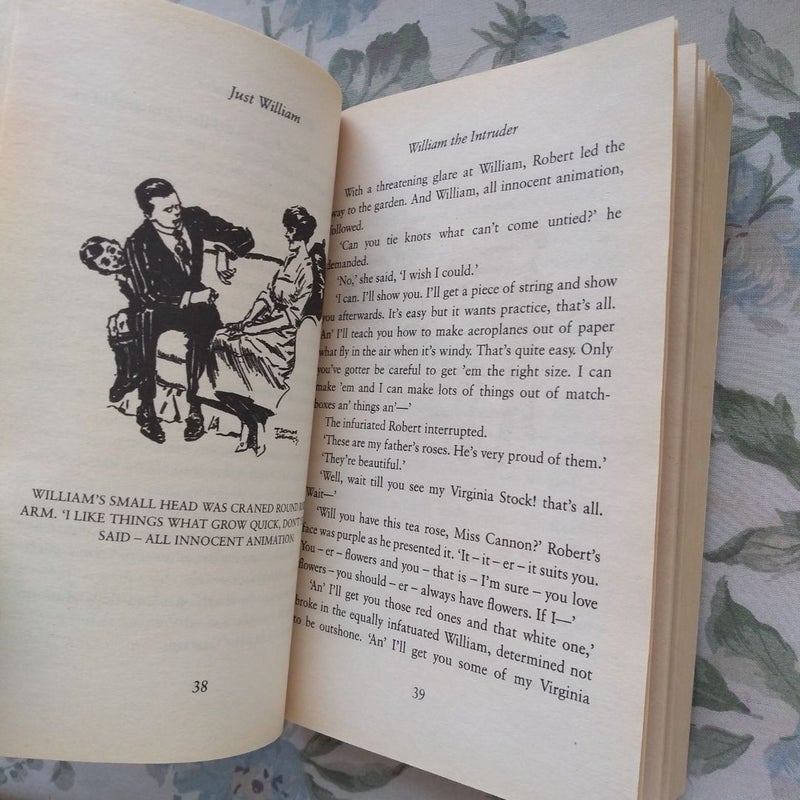 Just William
WILLIAM'S SMALL HEAD WAS CRANED ROUND
ARM. 'I LIKE THINGS WHAT GROW QUICK, DON'T
SAID – ALL INNOCENT ANIMATION.
38
William the Intruder
With a threatening glare at William, Robert led the
way to the garden. And William, all innocent animation,
followed.
'Can you tie knots what can't come untied?' he
demanded.
'No,' she said, 'I wish I could.'
'I can. I'll show you. I'll get a piece of string and show
you afterwards. It's easy but it wants practice, that's all.
An' I'll teach you how to make aeroplanes out of paper
what fly in the air when it's windy. That's quite easy. Only
you've gotter be careful to get 'em the right size. I can
make 'em and I can make lots of things out of match-
boxes an' things an'—'
The infuriated Robert interrupted.
'These are my father's roses. He's very proud of them.'
'They're beautiful.'
'Well, wait till you see my Virginia Stock! that's all.
Wait—'
'Will you have this tea rose, Miss Cannon?' Robert's
face was purple as he presented it. 'It – it – er – it suits you.
You – er – flowers and you – that is – I'm sure – you love
flowers – you should – er – always have flowers. If I—'
'An' I'll get you those red ones and that white one,'
broke in the equally infatuated William, determined not
to be outshone. 'An' I'll get you some of my Virginia
39